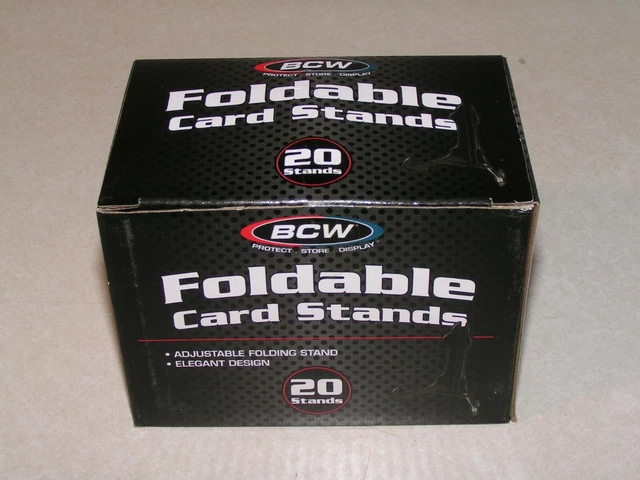 BCW
PROTECT . STORE . DISPLAY
Foldable
Card Stands
20
Stands
BCW
PROTECT . STORE . DISPLAY
Foldable
Card Stands
• ADJUSTABLE FOLDING STAND
• ELEGANT DESIGN
20
Stands